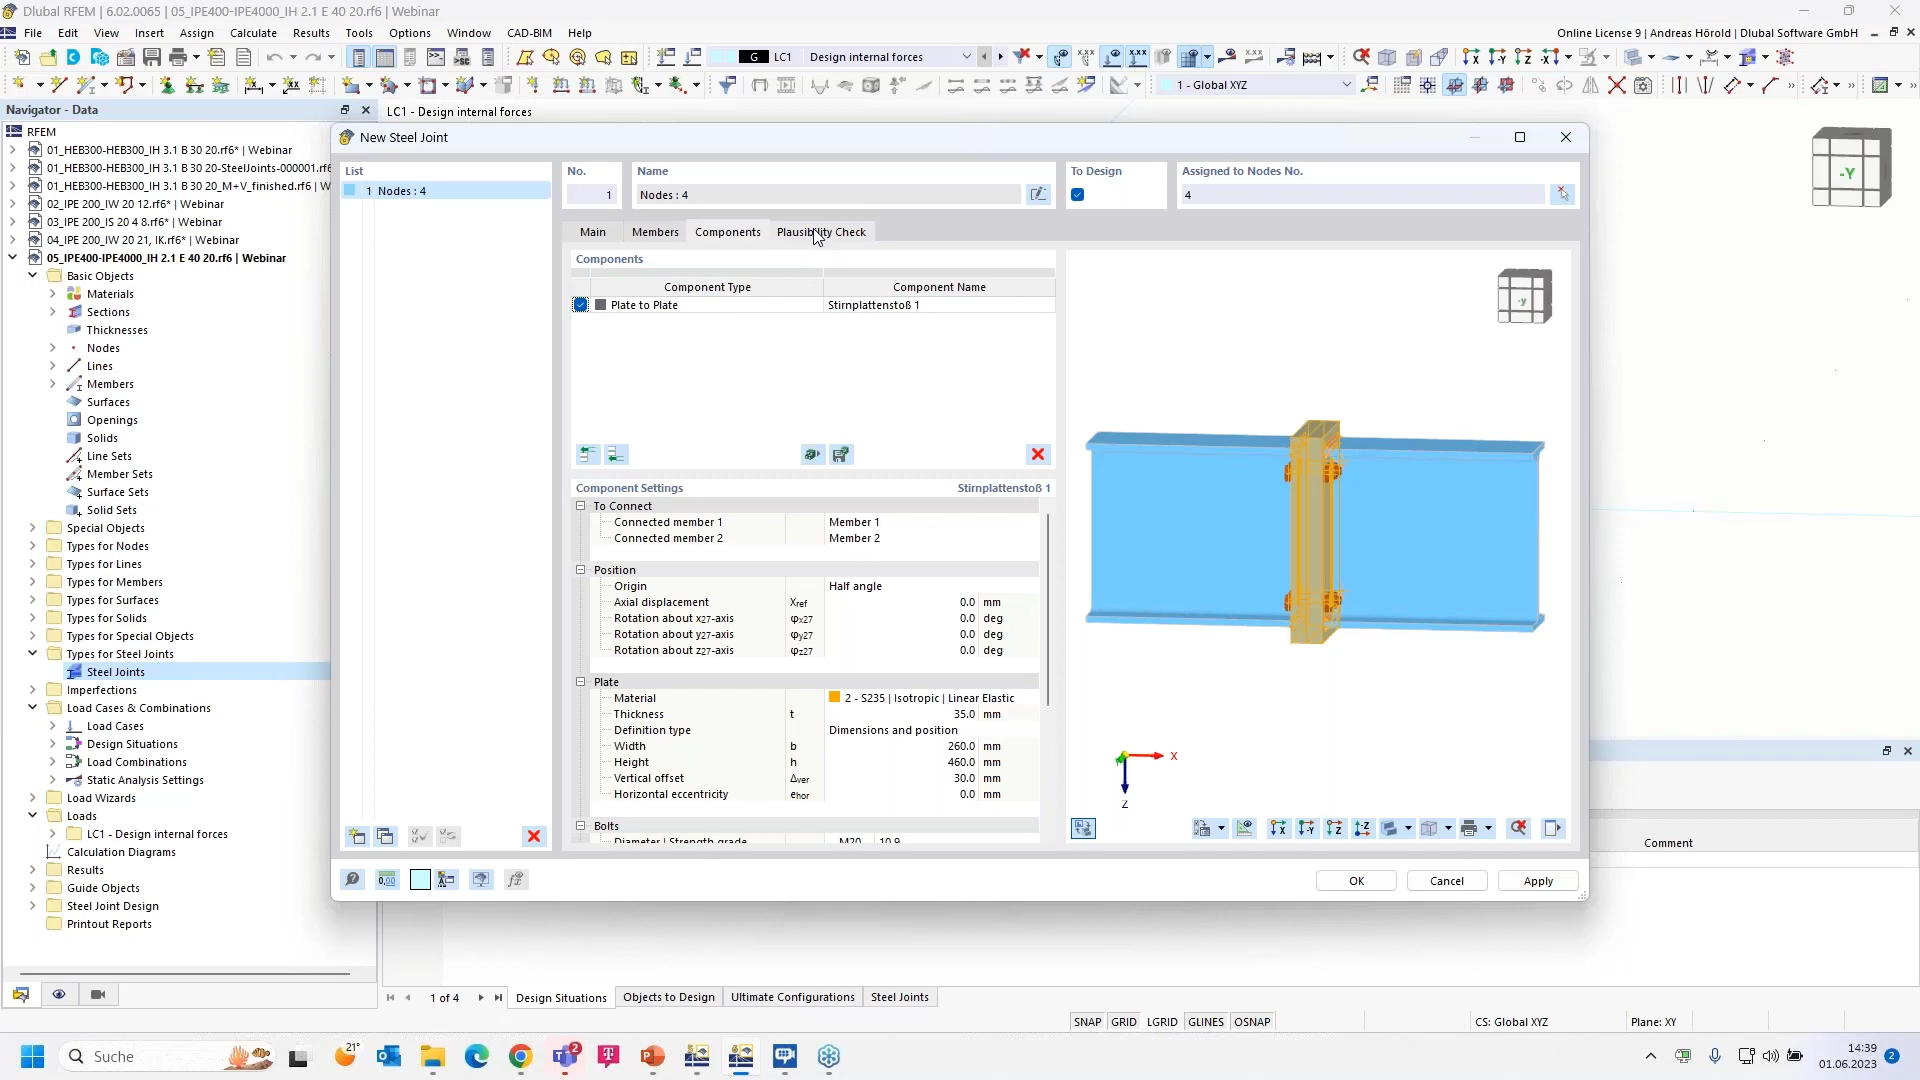 Dlubal RFEM | 6.02.0065 | 05_IPE400-IPE4000_IH 2.1 E 40 20.rf6 | Webinar
File Edit View Insert Assign Calculate Results Tools Options Window CAD-BIM Help
Online License 9 | Andreas Hörold | Dlubal Software GmbH
G LC1 Design internal forces
1 - Global XYZ
Navigator - Data
LC1 - Design internal forces
RFEM
01_HEB300-HEB300_IH 3.1 B 30 20.rf6* | Webinar
01_HEB300-HEB300_IH 3.1 B 30 20-SteelJoints-000001.rf6
01_HEB300-HEB300_IH 3.1 B 30 20_M+V_finished.rf6 | W
02_IPE 200_IW 20 12.rf6* | Webinar
03_IPE 200_IS 20 4 8.rf6* | Webinar
04_IPE 200_IW 20 21, IK.rf6* | Webinar
05_IPE400-IPE4000_IH 2.1 E 40 20.rf6 | Webinar
Basic Objects
Materials
Sections
Thicknesses
Nodes
Lines
Members
Surfaces
Openings
Solids
Line Sets
Member Sets
Surface Sets
Solid Sets
Special Objects
Types for Nodes
Types for Lines
Types for Members
Types for Surfaces
Types for Solids
Types for Special Objects
Types for Steel Joints
Steel Joints
Imperfections
Load Cases & Combinations
Load Cases
Design Situations
Load Combinations
Static Analysis Settings
Load Wizards
Loads
LC1 - Design internal forces
Calculation Diagrams
Results
Guide Objects
Steel Joint Design
Printout Reports
New Steel Joint
List
1 Nodes : 4
No.
1
Name
Nodes : 4
To Design
Assigned to Nodes No.
4
Main Members Components Plausibility Check
Components
Component Type Component Name
Plate to Plate Stirnplattenstoß 1
Component Settings Stirnplattenstoß 1
To Connect
Connected member 1 Member 1
Connected member 2 Member 2
Position
Origin Half angle
Axial displacement Xref 0.0 mm
Rotation about x27-axis φx27 0.0 deg
Rotation about y27-axis φy27 0.0 deg
Rotation about z27-axis φz27 0.0 deg
Plate
Material 2 - S235 | Isotropic | Linear Elastic
Thickness t 35.0 mm
Definition type Dimensions and position
Width b 260.0 mm
Height h 460.0 mm
Vertical offset Δver 30.0 mm
Horizontal eccentricity ehor 0.0 mm
Bolts
Diameter | Strength grade M20 10.9
-y
X
Z
-Y
OK Cancel Apply
Comment
1 of 4 Design Situations Objects to Design Ultimate Configurations Steel Joints
SNAP GRID LGRID GLINES OSNAP CS: Global XYZ Plane: XY
Suche
21°
2
14:39
01.06.2023
2